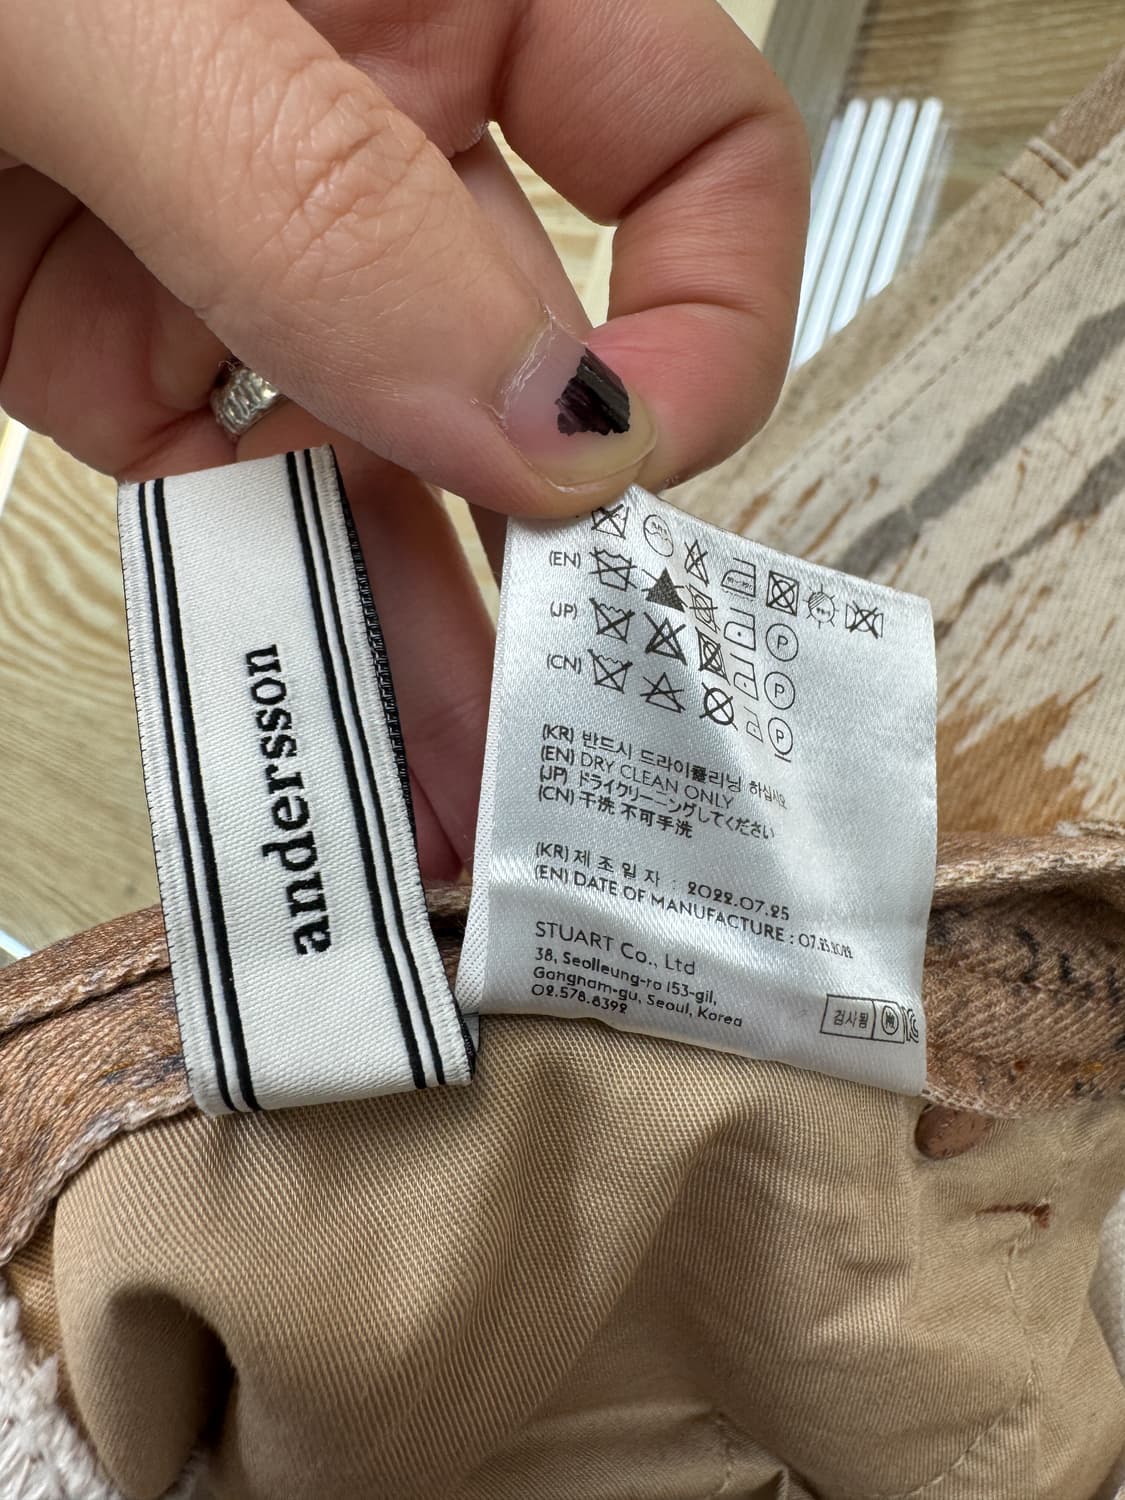 andersson
(EN)
(JP)
(CN)
P
P
P
(KR) 반드시 드라이클리닝 하십시오
(EN) DRY CLEAN ONLY
(JP) ドライクリーニングしてください
(CN) 干洗 不可手洗
(KR) 제 조 일 자 : 2022.07.25
(EN) DATE OF MANUFACTURE : 07.
STUART Co., Ltd
38, Seolleung-ro 153-gil,
Gangnam-gu, Seoul, Korea
02.578.8392
검사됨